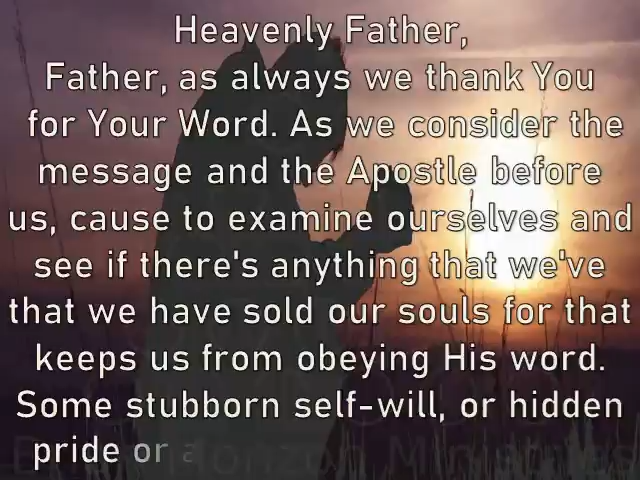 Heavenly Father,
Father, as always we thank You
for Your Word. As we consider the
message and the Apostle before
us, cause to examine ourselves and
see if there's anything that we've
that we have sold our souls for that
keeps us from obeying His word.
Some stubborn self-will, or hidden
pride or a
Horizon Ministries